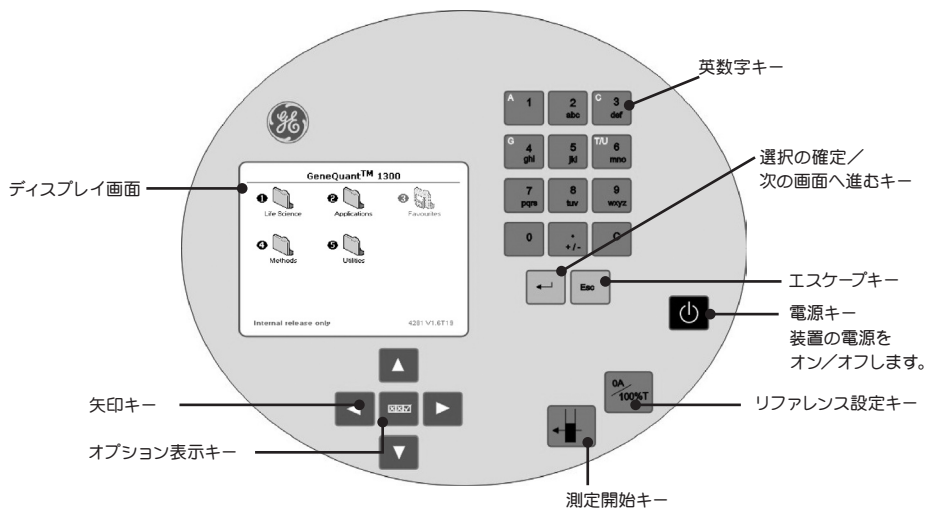 英数字キー
選択の確定／
次の画面へ進むキー
ディスプレイ画面
GeneQuant™ 1300
❶ Life Science
❷ Applications
❸ Favourites
❹ Methods
❺ Utilities
Internal release only
4281 V1.6T18
A 1
2 abc
C 3 def
G 4 ghi
5 jkl
T/U 6 mno
7 pqrs
8 tuv
9 wxyz
0
. +/-
C
Esc
エスケープキー
電源キー
装置の電源を
オン／オフします。
矢印キー
オプション表示キー
0A/100%T
リファレンス設定キー
測定開始キー